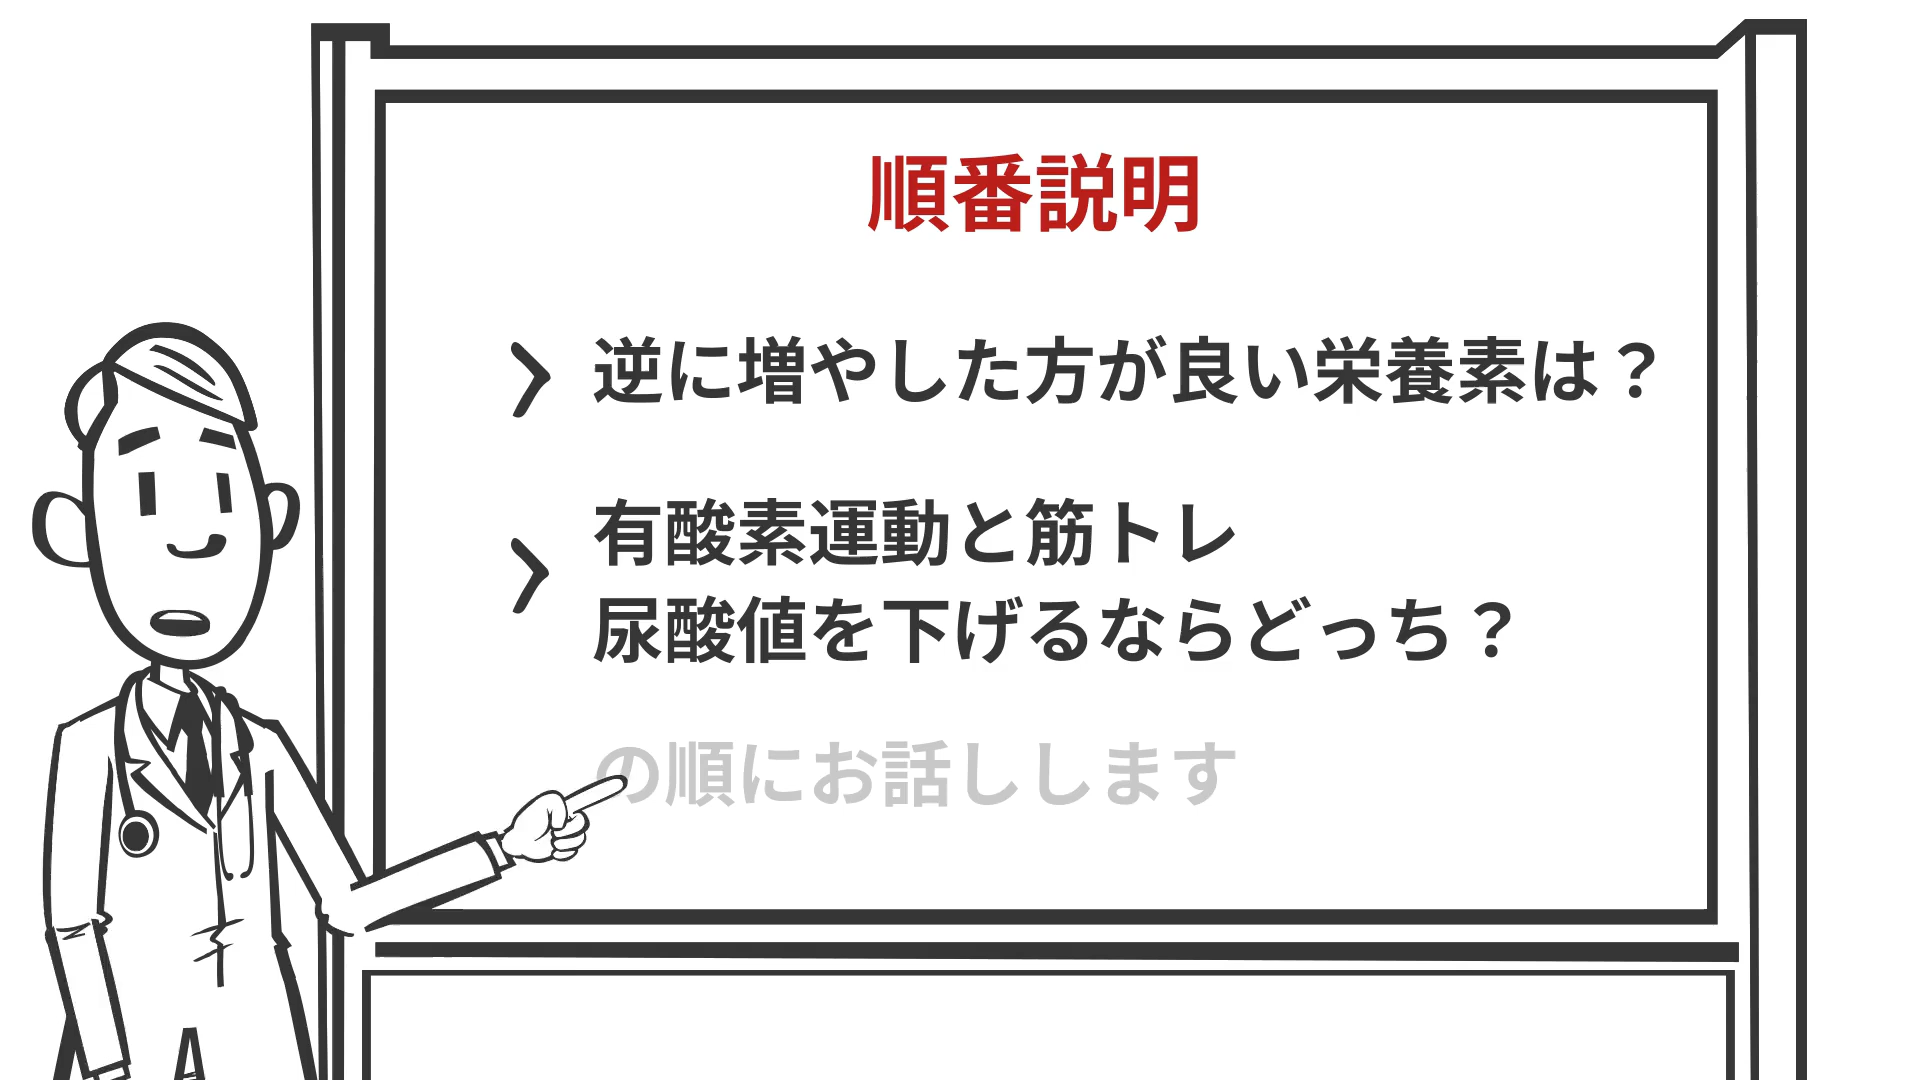 順番説明
逆に増やした方が良い栄養素は？
有酸素運動と筋トレ
尿酸値を下げるならどっち？
の順にお話しします